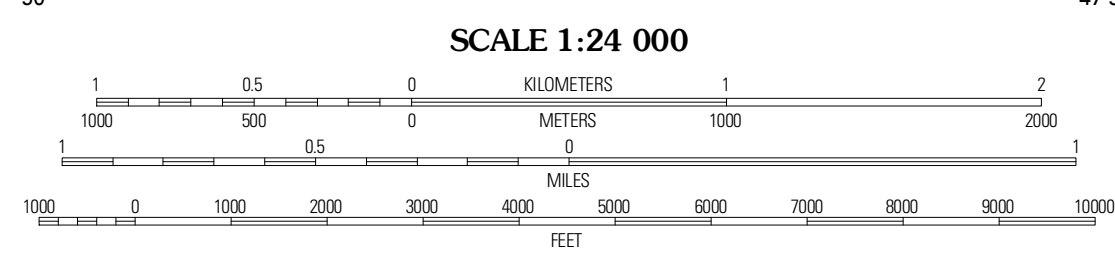 SCALE 1:24 000
1 0.5 0 KILOMETERS 1 2
1000 500 0 METERS 1000 2000
1 0.5 0 1
MILES
1000 0 1000 2000 3000 4000 5000 6000 7000 8000 9000 10000
FEET